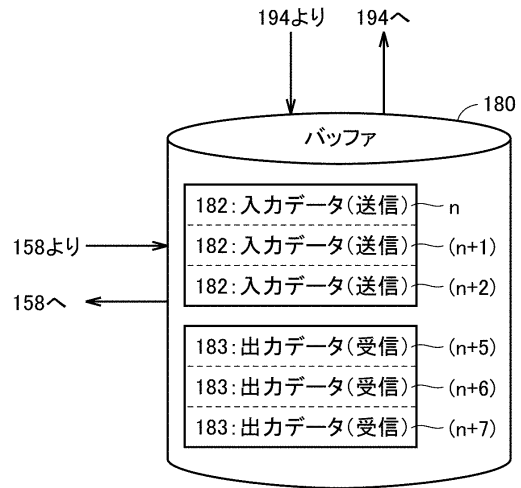 194より 194へ
180
バッファ
182:入力データ(送信) n
158より 182:入力データ(送信) (n+1)
158へ 182:入力データ(送信) (n+2)
183:出力データ(受信) (n+5)
183:出力データ(受信) (n+6)
183:出力データ(受信) (n+7)